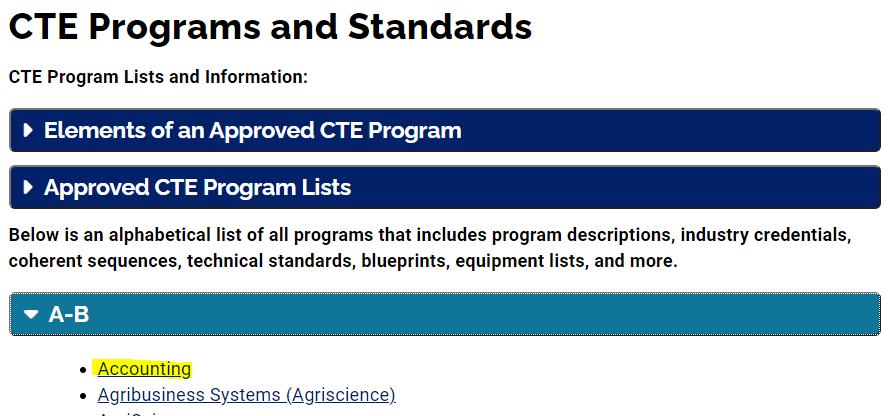 CTE Programs and Standards
CTE Program Lists and Information:
Elements of an Approved CTE Program
Approved CTE Program Lists
Below is an alphabetical list of all programs that includes program descriptions, industry credentials,
coherent sequences, technical standards, blueprints, equipment lists, and more.
A-B
Accounting
Agribusiness Systems (Agriscience)